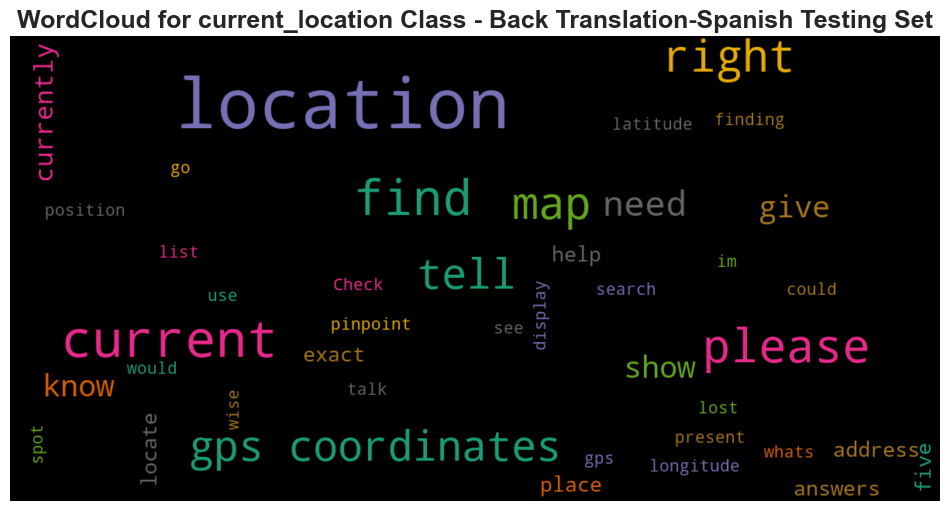 WordCloud for current_location Class - Back Translation-Spanish Testing Set
currently
right
location
latitude
finding
go
find
map
need
give
position
list
help
im
tell
use
Check
display
search
could
pinpoint
see
current
exact
please
would
show
know
talk
wise
lost
spot
locate
gps coordinates
present
gps
longitude
whats
address
five
place
answers